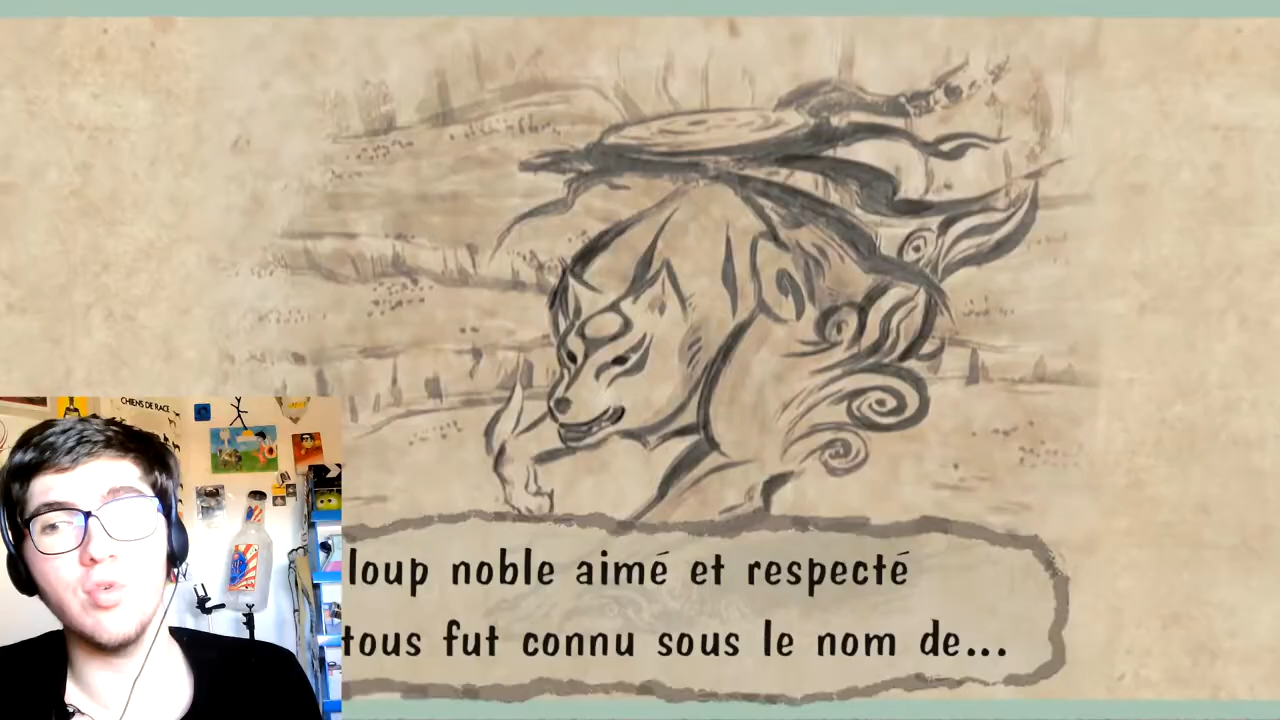 CHIENS DE RACE
loup noble aimé et respecté
tous fut connu sous le nom de...